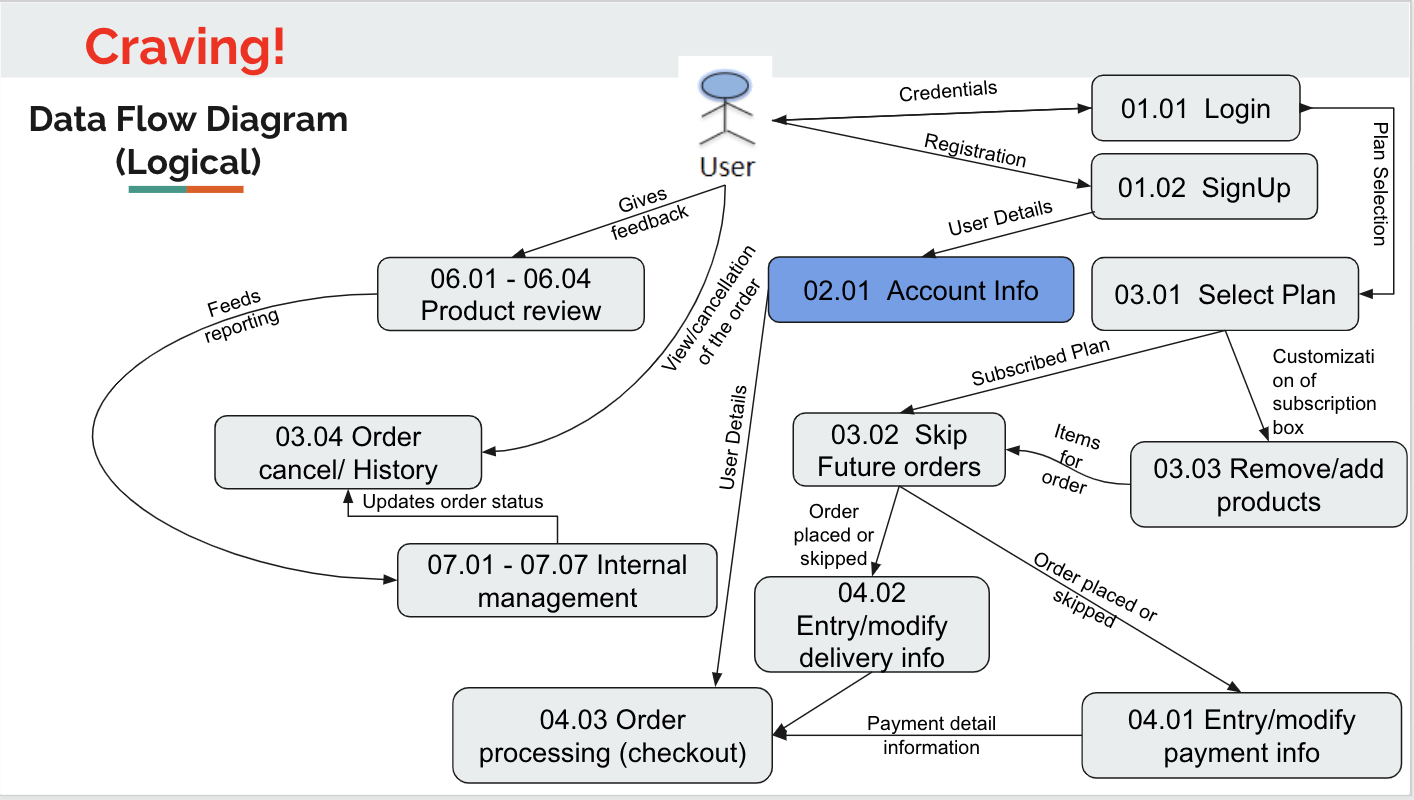 Craving!
Data Flow Diagram
(Logical)
User
Credentials
01.01 Login
Registration
01.02 SignUp
Plan Selection
User Details
Gives
feedback
06.01 - 06.04
Product review
02.01 Account Info
03.01 Select Plan
Feeds
reporting
View/cancellation
of the order
Subscribed Plan
Customizati
on of
subscription
box
User Details
03.04 Order
cancel/ History
03.02 Skip
Future orders
Items
for
order
03.03 Remove/add
products
Updates order status
Order
placed or
skipped
07.01 - 07.07 Internal
management
Order placed or
skipped
04.02
Entry/modify
delivery info
04.03 Order
processing (checkout)
Payment detail
information
04.01 Entry/modify
payment info